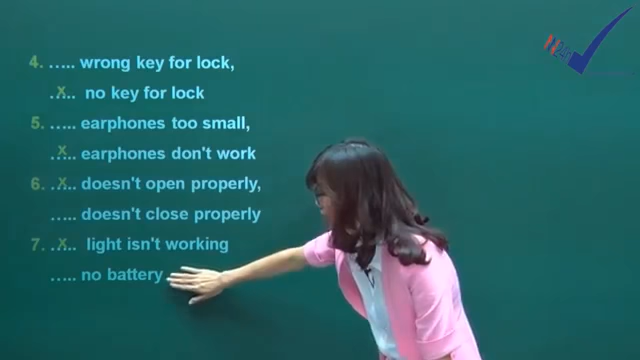 4. ..... wrong key for lock,
..x.. no key for lock
5. ..... earphones too small,
..x.. earphones don't work
6. ..x.. doesn't open properly,
..... doesn't close properly
7. ..x.. light isn't working
..... no battery